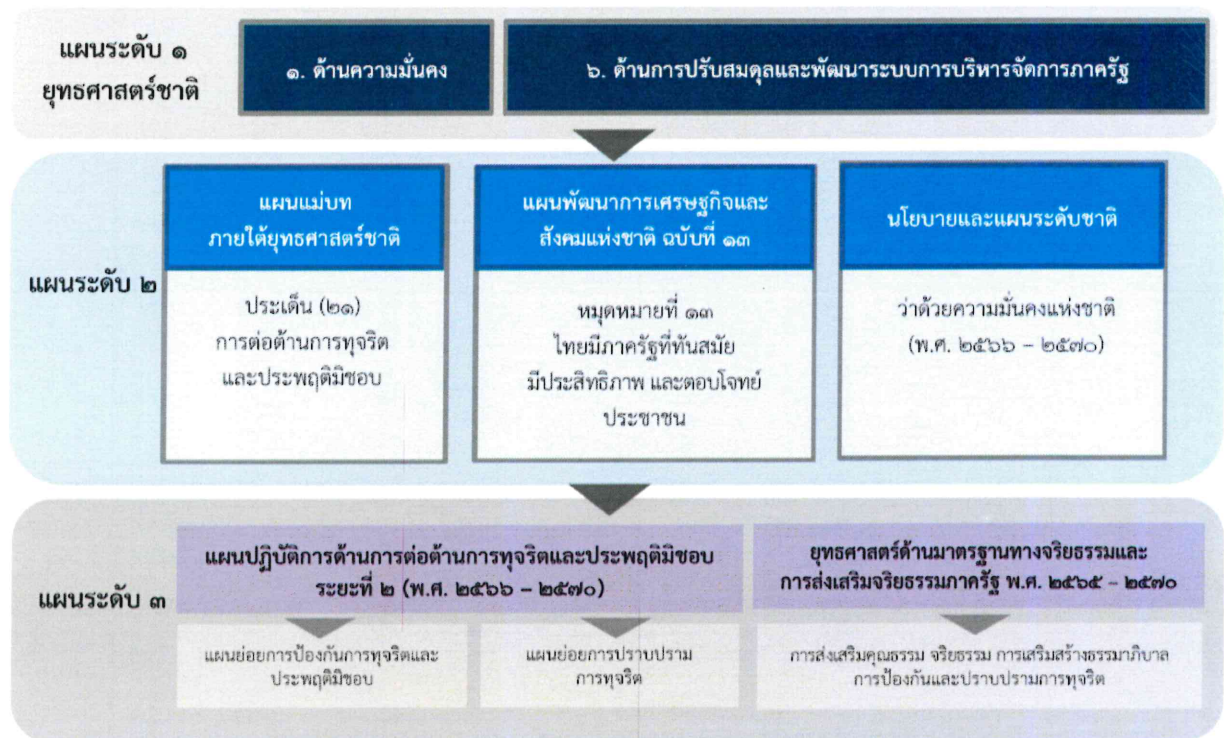 แผนระดับ ๑
ยุทธศาสตร์ชาติ
๑. ด้านความมั่นคง
๖. ด้านการปรับสมดุลและพัฒนาระบบการบริหารจัดการภาครัฐ
แผนระดับ ๒
แผนแม่บท
ภายใต้ยุทธศาสตร์ชาติ
ประเด็น (๒๑)
การต่อต้านการทุจริต
และประพฤติมิชอบ
แผนพัฒนาการเศรษฐกิจและ
สังคมแห่งชาติ ฉบับที่ ๑๓
หมุดหมายที่ ๑๓
ไทยมีภาครัฐที่ทันสมัย
มีประสิทธิภาพ และตอบโจทย์
ประชาชน
นโยบายและแผนระดับชาติ
ว่าด้วยความมั่นคงแห่งชาติ
(พ.ศ. ๒๕๖๖ – ๒๕๗๐)
แผนระดับ ๓
แผนปฏิบัติการด้านการต่อต้านการทุจริตและประพฤติมิชอบ
ระยะที่ ๒ (พ.ศ. ๒๕๖๖ – ๒๕๗๐)
แผนย่อยการป้องกันการทุจริตและ
ประพฤติมิชอบ
แผนย่อยการปราบปราม
การทุจริต
ยุทธศาสตร์ด้านมาตรฐานทางจริยธรรมและ
การส่งเสริมจริยธรรมภาครัฐ พ.ศ. ๒๕๖๕ – ๒๕๗๐
การส่งเสริมคุณธรรม จริยธรรม การเสริมสร้างธรรมาภิบาล
การป้องกันและปราบปรามการทุจริต